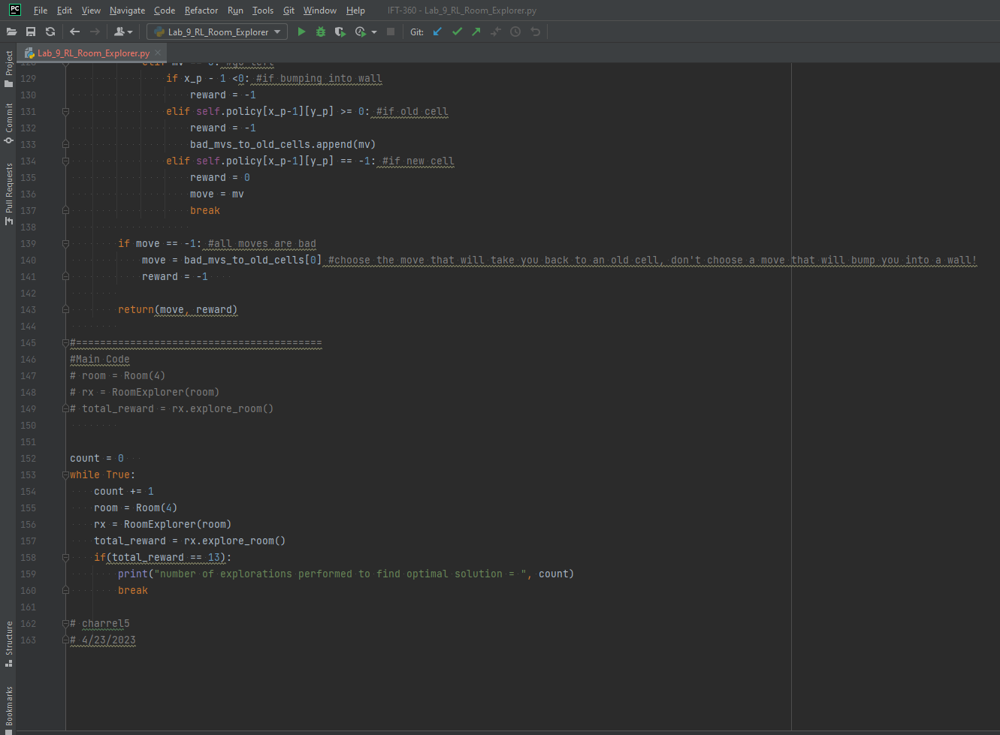 PC File Edit View Navigate Code Refactor Run Tools Git Window Help IFT-360 - Lab_9_RL_Room_Explorer.py
Lab_9_RL_Room_Explorer Git:
Lab_9_RL_Room_Explorer.py
Project
Commit
Pull Requests
Structure
Bookmarks
129 if x_p - 1 <0: #if bumping into wall
130 reward = -1
131 elif self.policy[x_p-1][y_p] >= 0: #if old cell
132 reward = -1
133 bad_mvs_to_old_cells.append(mv)
134 elif self.policy[x_p-1][y_p] == -1: #if new cell
135 reward = 0
136 move = mv
137 break
138
139 if move == -1: #all moves are bad
140 move = bad_mvs_to_old_cells[0] #choose the move that will take you back to an old cell, don't choose a move that will bump you into a wall!
141 reward = -1
142
143 return(move, reward)
144
145 #=========================================
146 #Main Code
147 # room = Room(4)
148 # rx = RoomExplorer(room)
149 # total_reward = rx.explore_room()
150
151
152 count = 0
153 while True:
154 count += 1
155 room = Room(4)
156 rx = RoomExplorer(room)
157 total_reward = rx.explore_room()
158 if(total_reward == 13):
159 print("number of explorations performed to find optimal solution = ", count)
160 break
161
162 # charrel5
163 # 4/23/2023